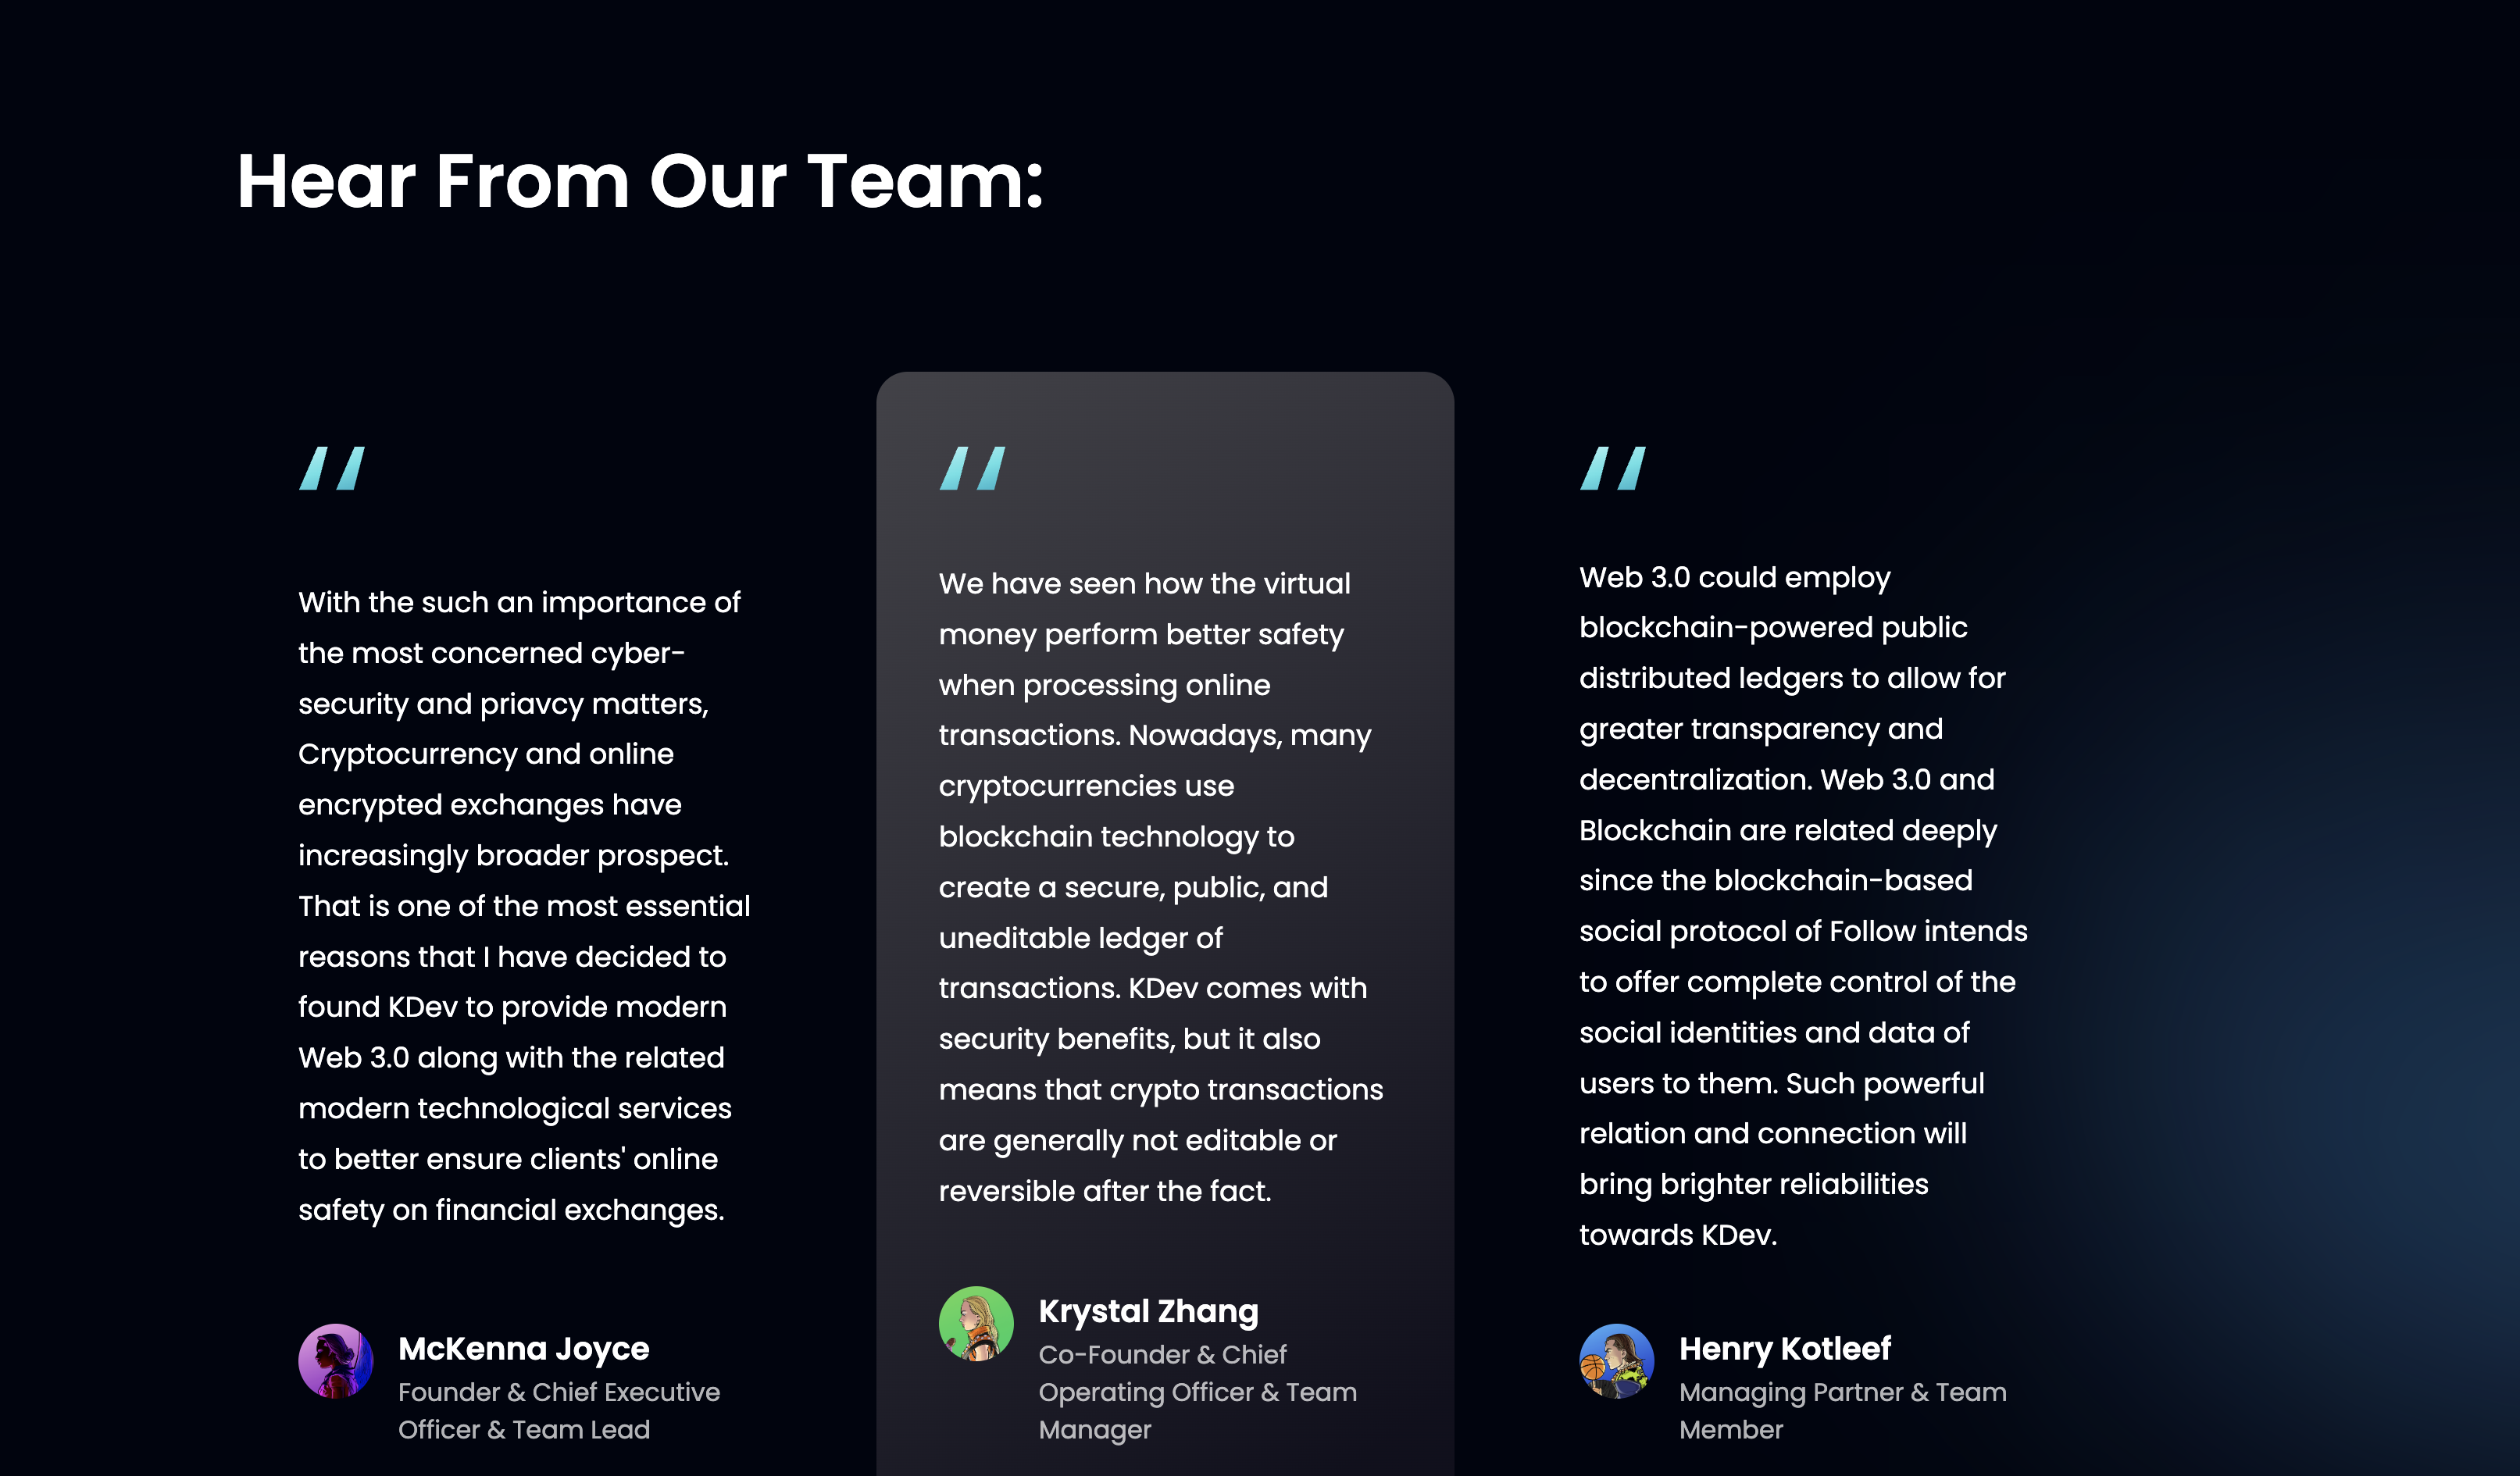 Hear From Our Team:
With the such an importance of
the most concerned cyber-
security and priavcy matters,
Cryptocurrency and online
encrypted exchanges have
increasingly broader prospect.
That is one of the most essential
reasons that I have decided to
found KDev to provide modern
Web 3.0 along with the related
modern technological services
to better ensure clients' online
safety on financial exchanges.
McKenna Joyce
Founder & Chief Executive
Officer & Team Lead
We have seen how the virtual
money perform better safety
when processing online
transactions. Nowadays, many
cryptocurrencies use
blockchain technology to
create a secure, public, and
uneditable ledger of
transactions. KDev comes with
security benefits, but it also
means that crypto transactions
are generally not editable or
reversible after the fact.
Krystal Zhang
Co-Founder & Chief
Operating Officer & Team
Manager
Web 3.0 could employ
blockchain-powered public
distributed ledgers to allow for
greater transparency and
decentralization. Web 3.0 and
Blockchain are related deeply
since the blockchain-based
social protocol of Follow intends
to offer complete control of the
social identities and data of
users to them. Such powerful
relation and connection will
bring brighter reliabilities
towards KDev.
Henry Kotleef
Managing Partner & Team
Member